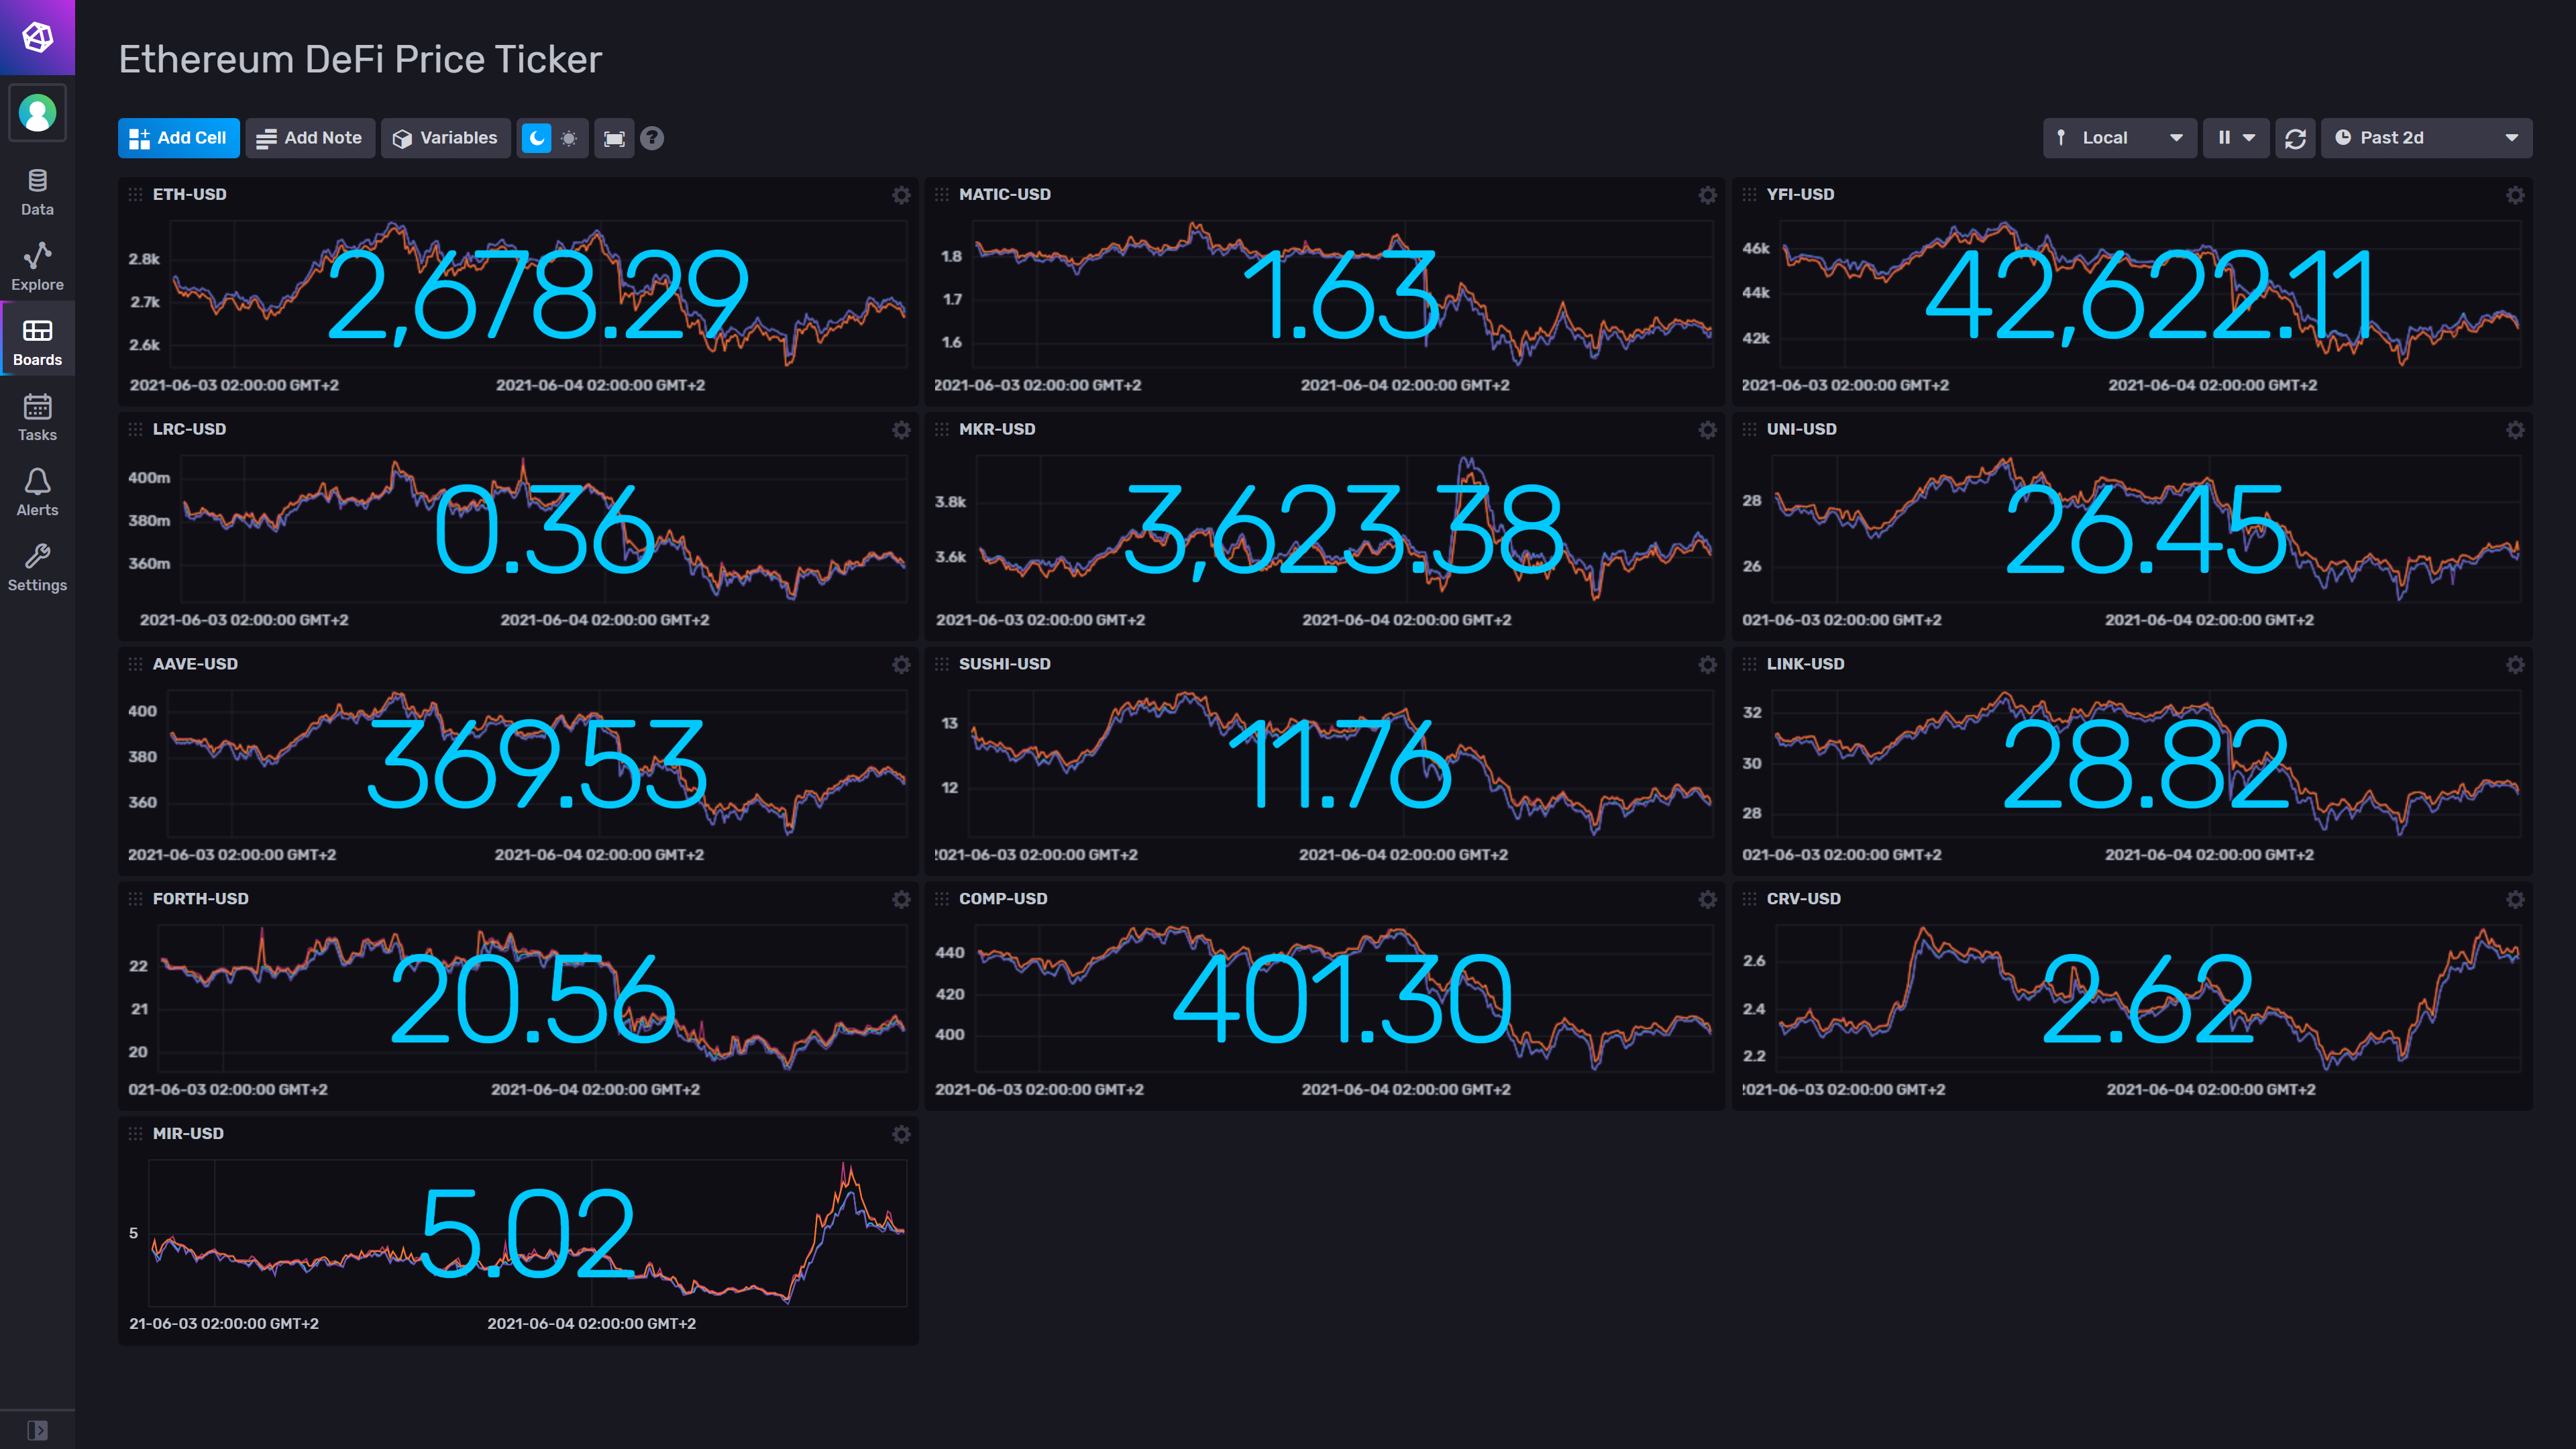 Ethereum DeFi Price Ticker
Add Cell Add Note Variables ? Local Past 2d
Data
Explore
Boards
Tasks
Alerts
Settings
ETH-USD
2.8k
2.7k
2.6k
2,678.29
2021-06-03 02:00:00 GMT+2 2021-06-04 02:00:00 GMT+2
MATIC-USD
1.8
1.7
1.6
1.63
2021-06-03 02:00:00 GMT+2 2021-06-04 02:00:00 GMT+2
YFI-USD
46k
44k
42k
42,622.11
2021-06-03 02:00:00 GMT+2 2021-06-04 02:00:00 GMT+2
LRC-USD
400m
380m
360m
0.36
2021-06-03 02:00:00 GMT+2 2021-06-04 02:00:00 GMT+2
MKR-USD
3.8k
3.6k
3,623.38
2021-06-03 02:00:00 GMT+2 2021-06-04 02:00:00 GMT+2
UNI-USD
28
26
26.45
021-06-03 02:00:00 GMT+2 2021-06-04 02:00:00 GMT+2
AAVE-USD
400
380
360
369.53
2021-06-03 02:00:00 GMT+2 2021-06-04 02:00:00 GMT+2
SUSHI-USD
13
12
11.76
2021-06-03 02:00:00 GMT+2 2021-06-04 02:00:00 GMT+2
LINK-USD
32
30
28
28.82
021-06-03 02:00:00 GMT+2 2021-06-04 02:00:00 GMT+2
FORTH-USD
22
21
20
20.56
021-06-03 02:00:00 GMT+2 2021-06-04 02:00:00 GMT+2
COMP-USD
440
420
400
401.30
2021-06-03 02:00:00 GMT+2 2021-06-04 02:00:00 GMT+2
CRV-USD
2.6
2.4
2.2
2.62
2021-06-03 02:00:00 GMT+2 2021-06-04 02:00:00 GMT+2
MIR-USD
5
5.02
21-06-03 02:00:00 GMT+2 2021-06-04 02:00:00 GMT+2